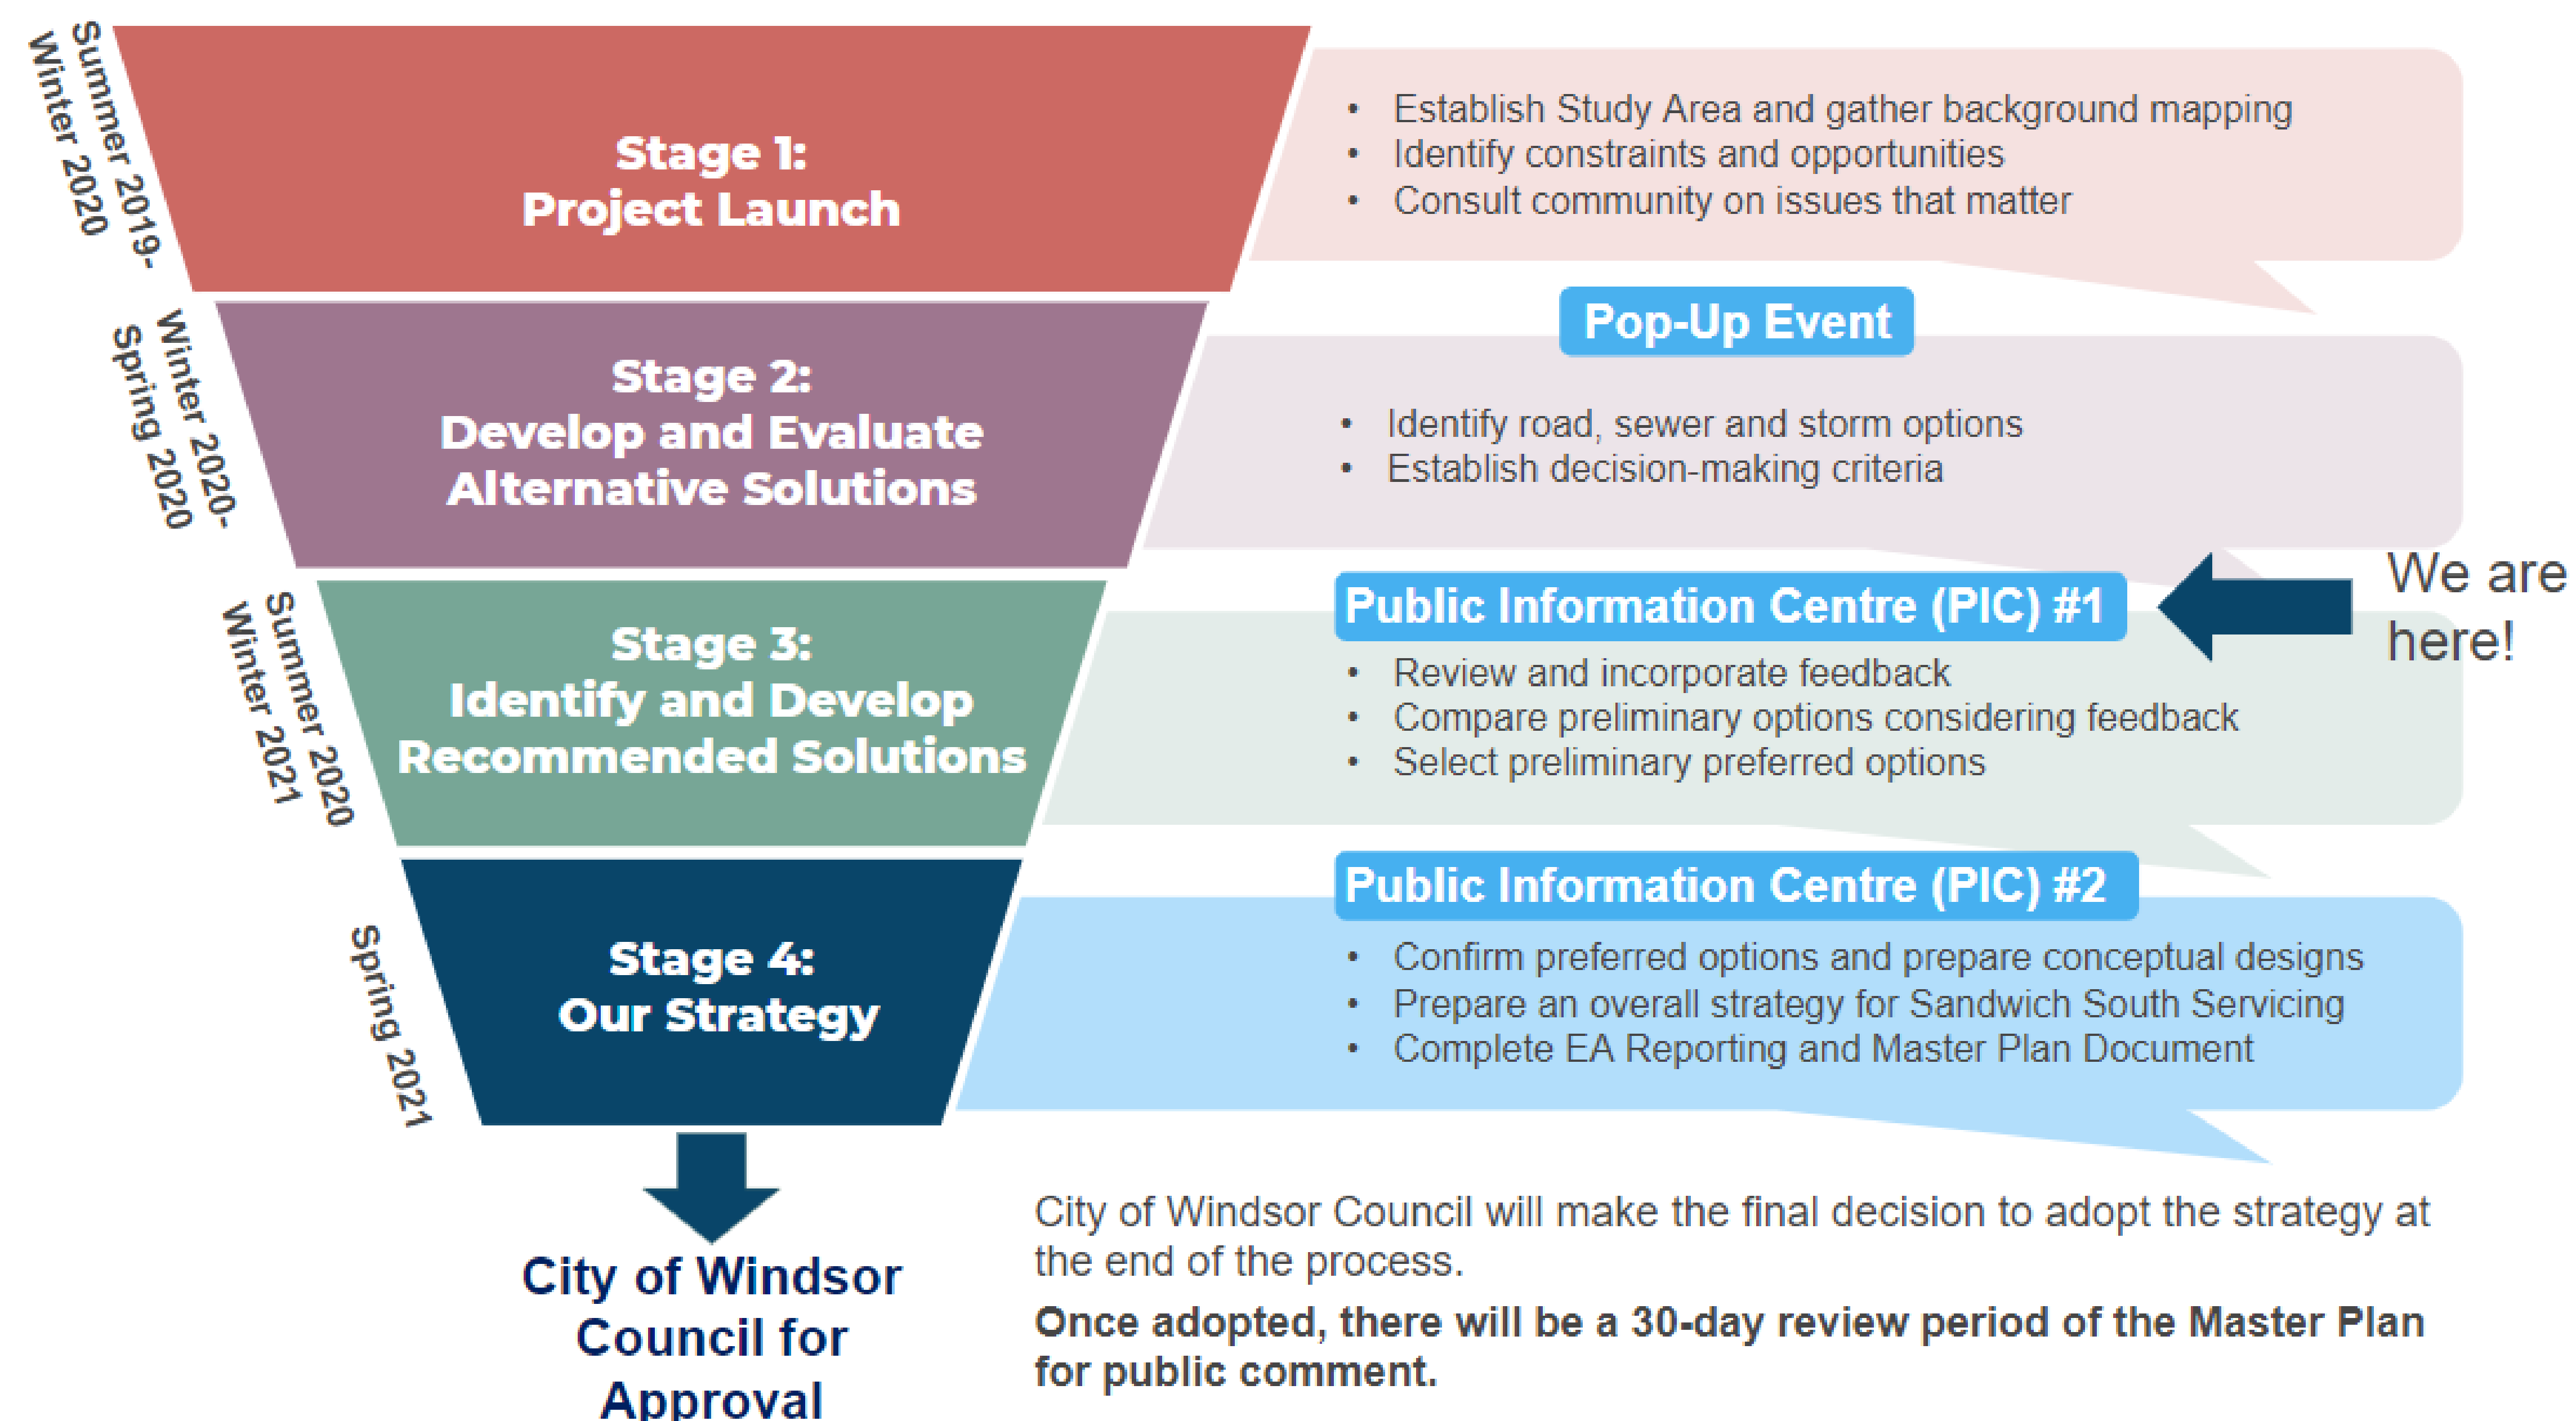 Summer 2019-
Winter 2020
Stage 1:
Project Launch
• Establish Study Area and gather background mapping
• Identify constraints and opportunities
• Consult community on issues that matter
Winter 2020-
Spring 2020
Stage 2:
Develop and Evaluate
Alternative Solutions
Pop-Up Event
• Identify road, sewer and storm options
• Establish decision-making criteria
Summer 2020
Winter 2021
Stage 3:
Identify and Develop
Recommended Solutions
Public Information Centre (PIC) #1
We are
here!
• Review and incorporate feedback
• Compare preliminary options considering feedback
• Select preliminary preferred options
Spring 2021
Stage 4:
Our Strategy
Public Information Centre (PIC) #2
• Confirm preferred options and prepare conceptual designs
• Prepare an overall strategy for Sandwich South Servicing
• Complete EA Reporting and Master Plan Document
City of Windsor
Council for
Approval
City of Windsor Council will make the final decision to adopt the strategy at
the end of the process.
Once adopted, there will be a 30-day review period of the Master Plan
for public comment.